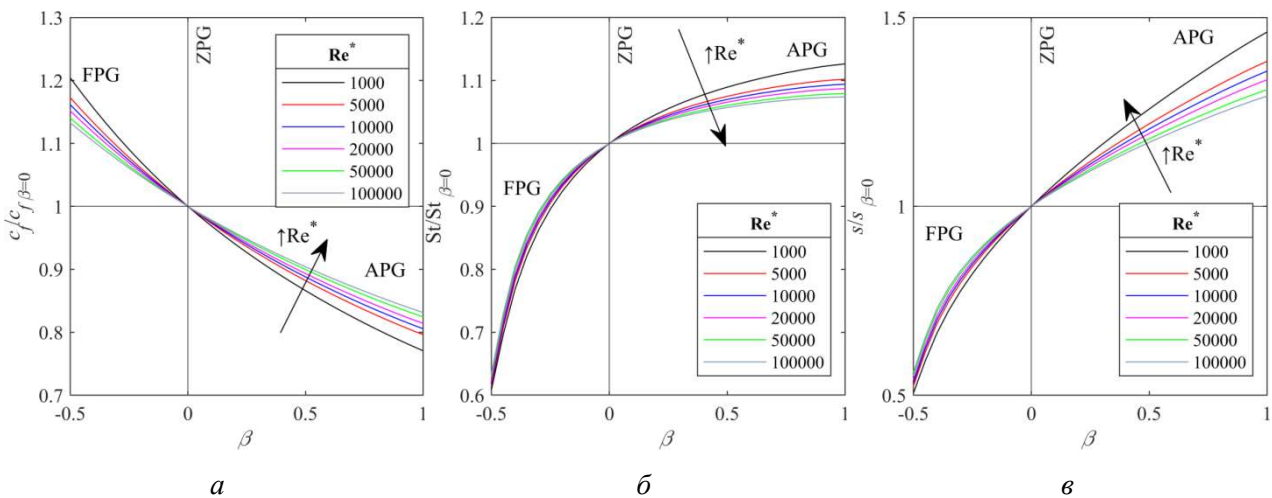 1.3
1.2
1.1
1
0.9
0.8
0.7
-0.5
0
0.5
1
c_f/c_{f β=0}
β
ZPG
FPG
APG
↑Re*
Re*
1000
5000
10000
20000
50000
100000
а
1.2
1.1
1
0.9
0.8
0.7
0.6
-0.5
0
0.5
1
St/St_{β=0}
β
ZPG
FPG
APG
↑Re*
Re*
1000
5000
10000
20000
50000
100000
б
1.5
1
0.5
-0.5
0
0.5
1
s/s_{β=0}
β
ZPG
FPG
APG
↑Re*
Re*
1000
5000
10000
20000
50000
100000
в